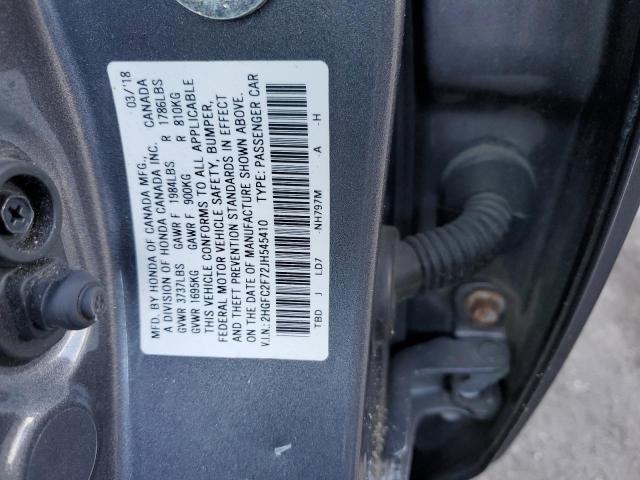 MFD. BY HONDA OF CANADA MFG., 03/'18
A DIVISION OF HONDA CANADA INC. CANADA
GVWR 3737LBS GAWR F 1984LBS R 1786LBS
GVWR 1695KG GAWR F 900KG R 810KG
THIS VEHICLE CONFORMS TO ALL APPLICABLE
FEDERAL MOTOR VEHICLE SAFETY, BUMPER,
AND THEFT PREVENTION STANDARDS IN EFFECT
ON THE DATE OF MANUFACTURE SHOWN ABOVE.
V.I.N.: 2HGFC2F72JH545410 TYPE: PASSENGER CAR
TBD J LD7 -NH797M -A -H